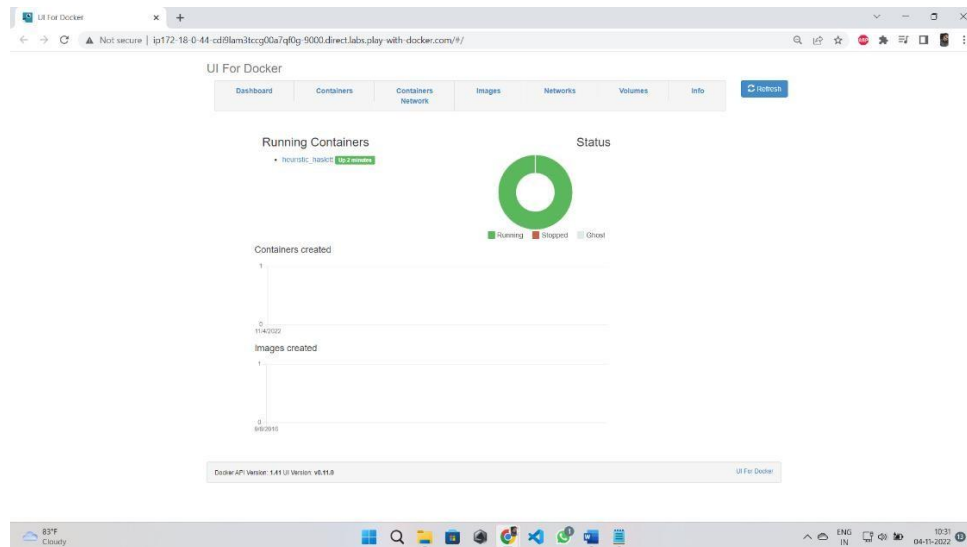 UI For Docker
Not secure | ip172-18-0-44-cdi9lam3tccg00a7qf0g-9000.direct.labs.play-with-docker.com/#/
UI For Docker
Dashboard Containers Containers Network Images Networks Volumes Info Refresh
Running Containers
Status
Up 2 minutes
Running Stopped Ghost
Containers created
1
0
11/4/2022
Images created
1
0
Docker API Version: 1.41 UI Version: v0.11.0
UI For Docker
83°F
Cloudy
ENG
IN
10:31
04-11-2022